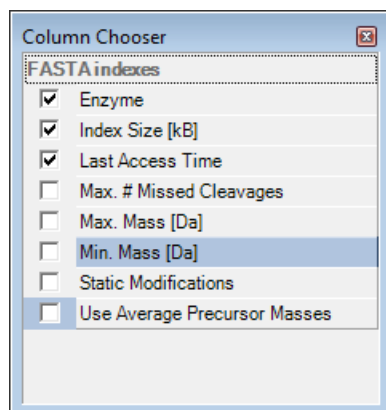 Column Chooser
FASTA indexes
Enzyme
Index Size [kB]
Last Access Time
Max. # Missed Cleavages
Max. Mass [Da]
Min. Mass [Da]
Static Modifications
Use Average Precursor Masses